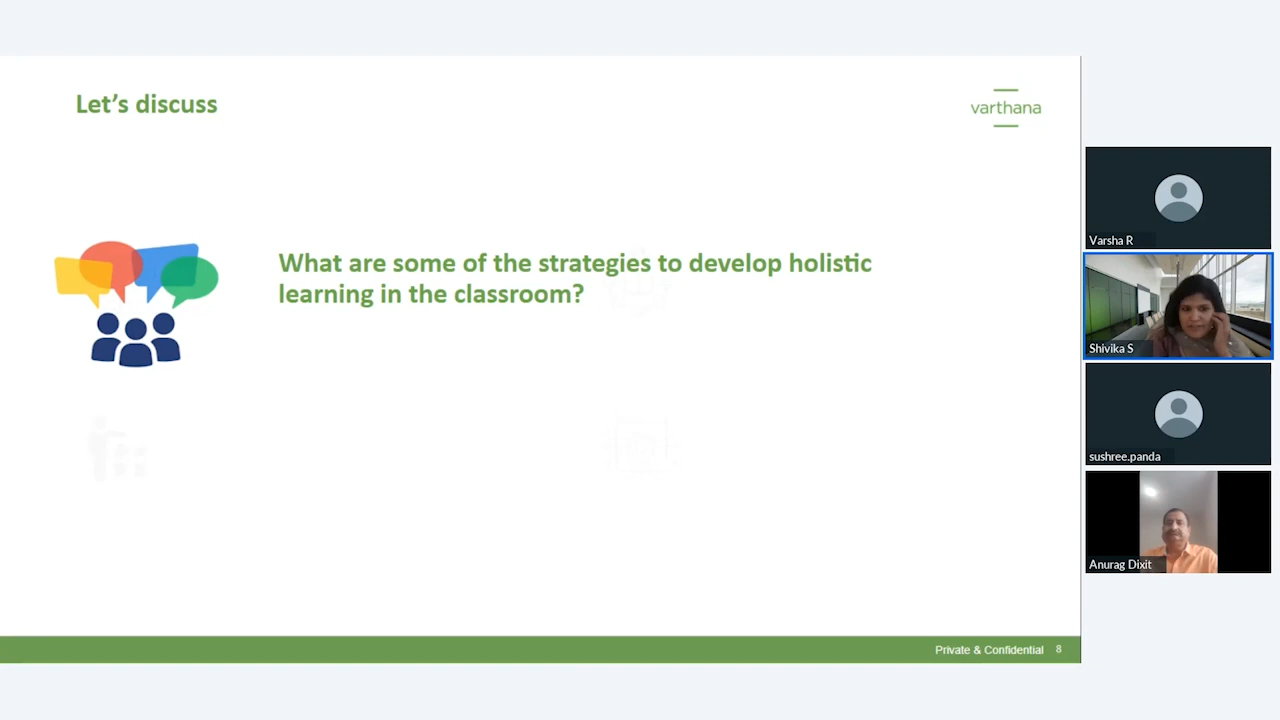 Let's discuss
varthana
What are some of the strategies to develop holistic
learning in the classroom?
Private & Confidential 8
Varsha R
Shivika S
sushree.panda
Anurag Dixit